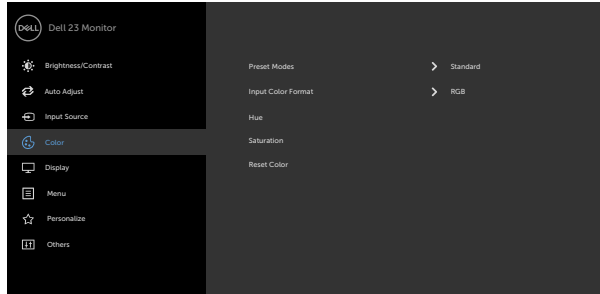 DELL Dell 23 Monitor
Brightness/Contrast
Auto Adjust
Input Source
Color
Display
Menu
Personalize
Others
Preset Modes Standard
Input Color Format RGB
Hue
Saturation
Reset Color